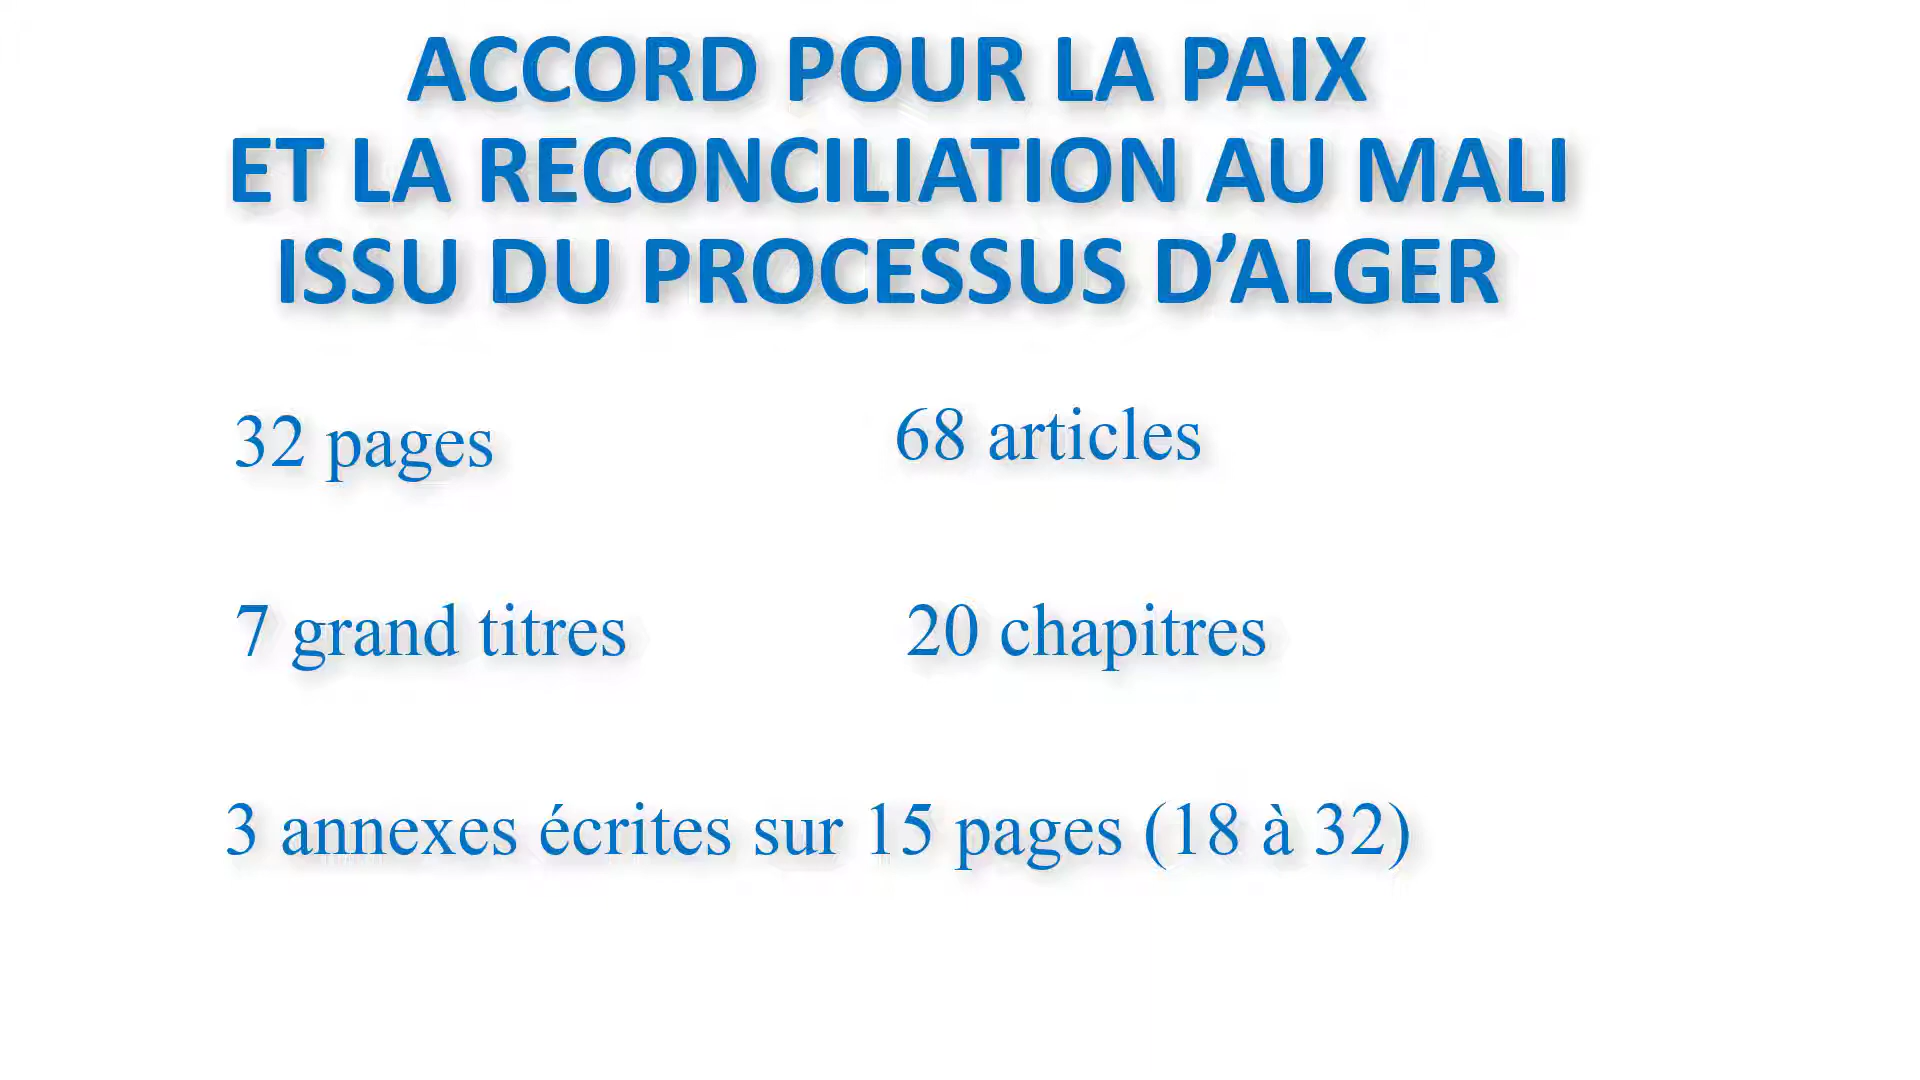 ACCORD POUR LA PAIX
ET LA RECONCILIATION AU MALI
ISSU DU PROCESSUS D’ALGER
32 pages
68 articles
7 grand titres
20 chapitres
3 annexes écrites sur 15 pages (18 à 32)